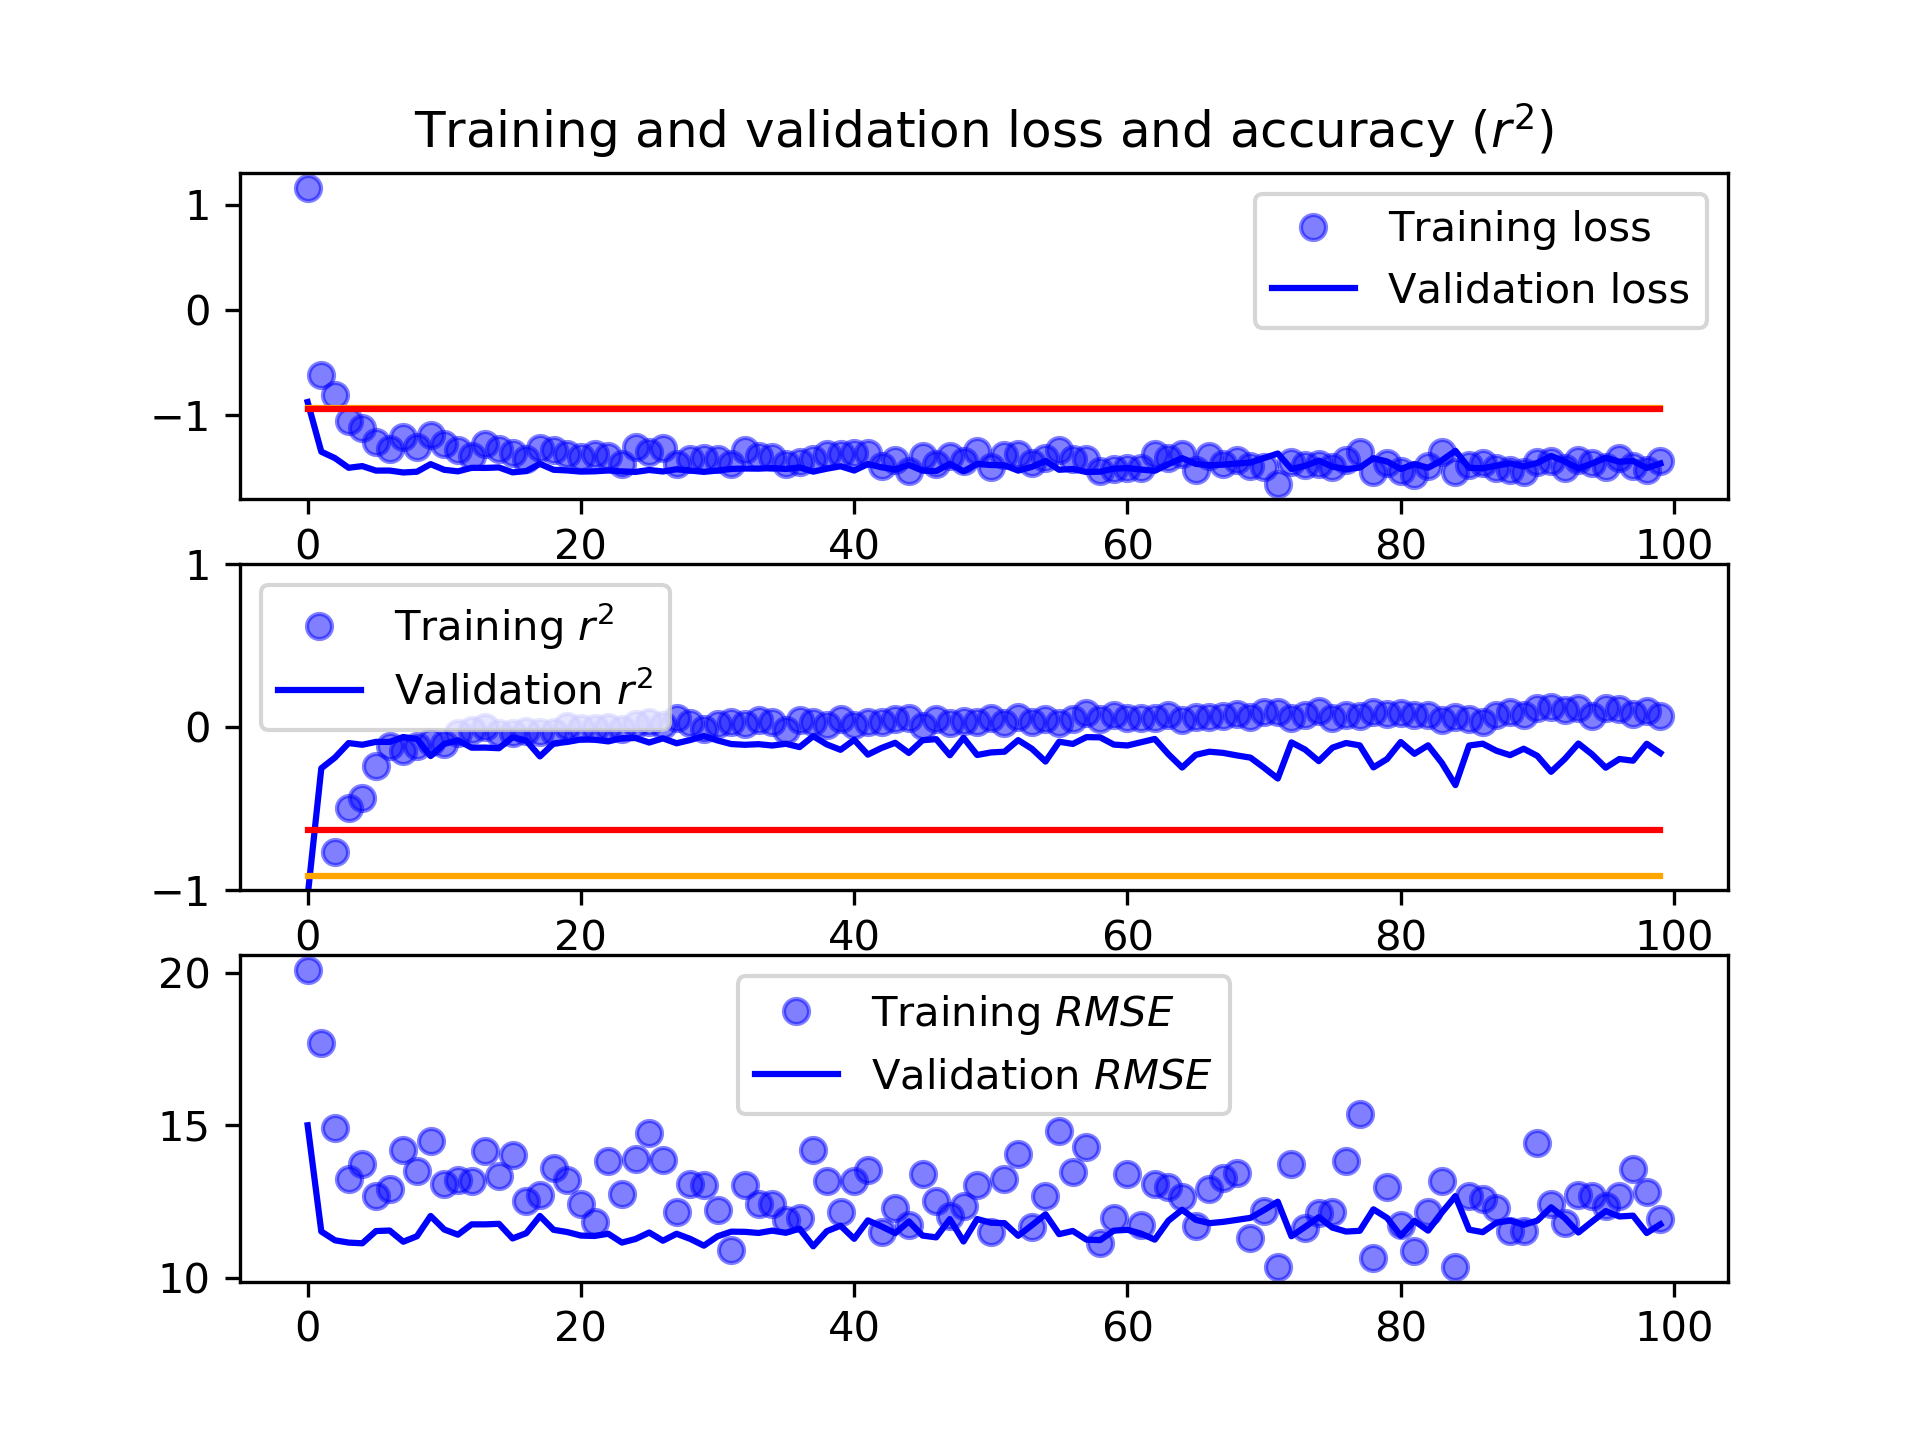 Training and validation loss and accuracy (r²)
1
0
−1
Training loss
Validation loss
0 20 40 60 80 100
1
0
−1
Training r²
Validation r²
0 20 40 60 80 100
20
15
10
Training RMSE
Validation RMSE
0 20 40 60 80 100